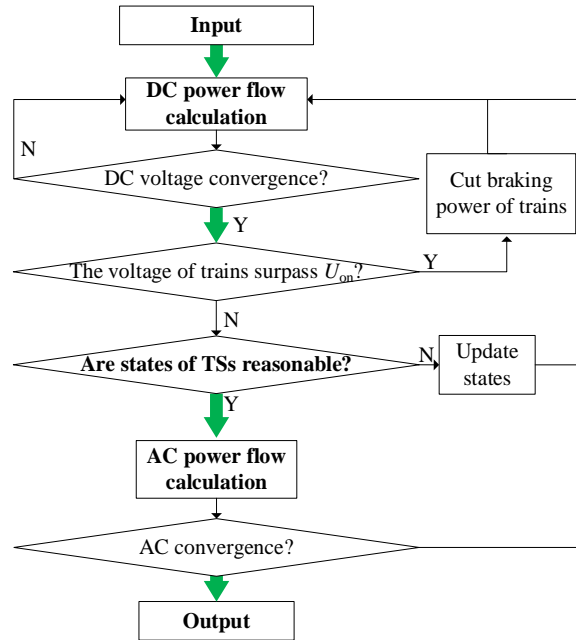 Input
DC power flow
calculation
N
DC voltage convergence?
Cut braking
power of trains
Y
The voltage of trains surpass Uon?
Y
N
Are states of TSs reasonable?
N
Update
states
Y
AC power flow
calculation
AC convergence?
Output